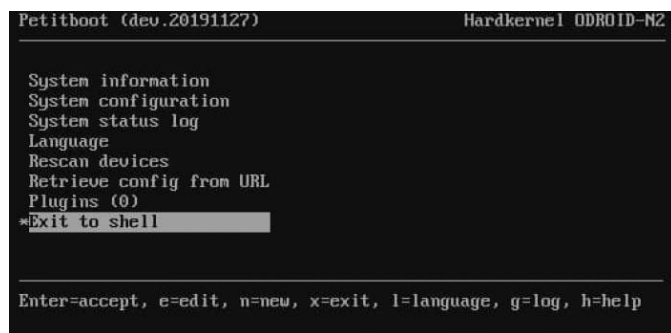 Petitboot (dev.20191127) Hardkernel ODROID-N2
System information
System configuration
System status log
Language
Rescan devices
Retrieve config from URL
Plugins (0)
*Exit to shell
Enter=accept, e=edit, n=new, x=exit, l=language, g=log, h=help